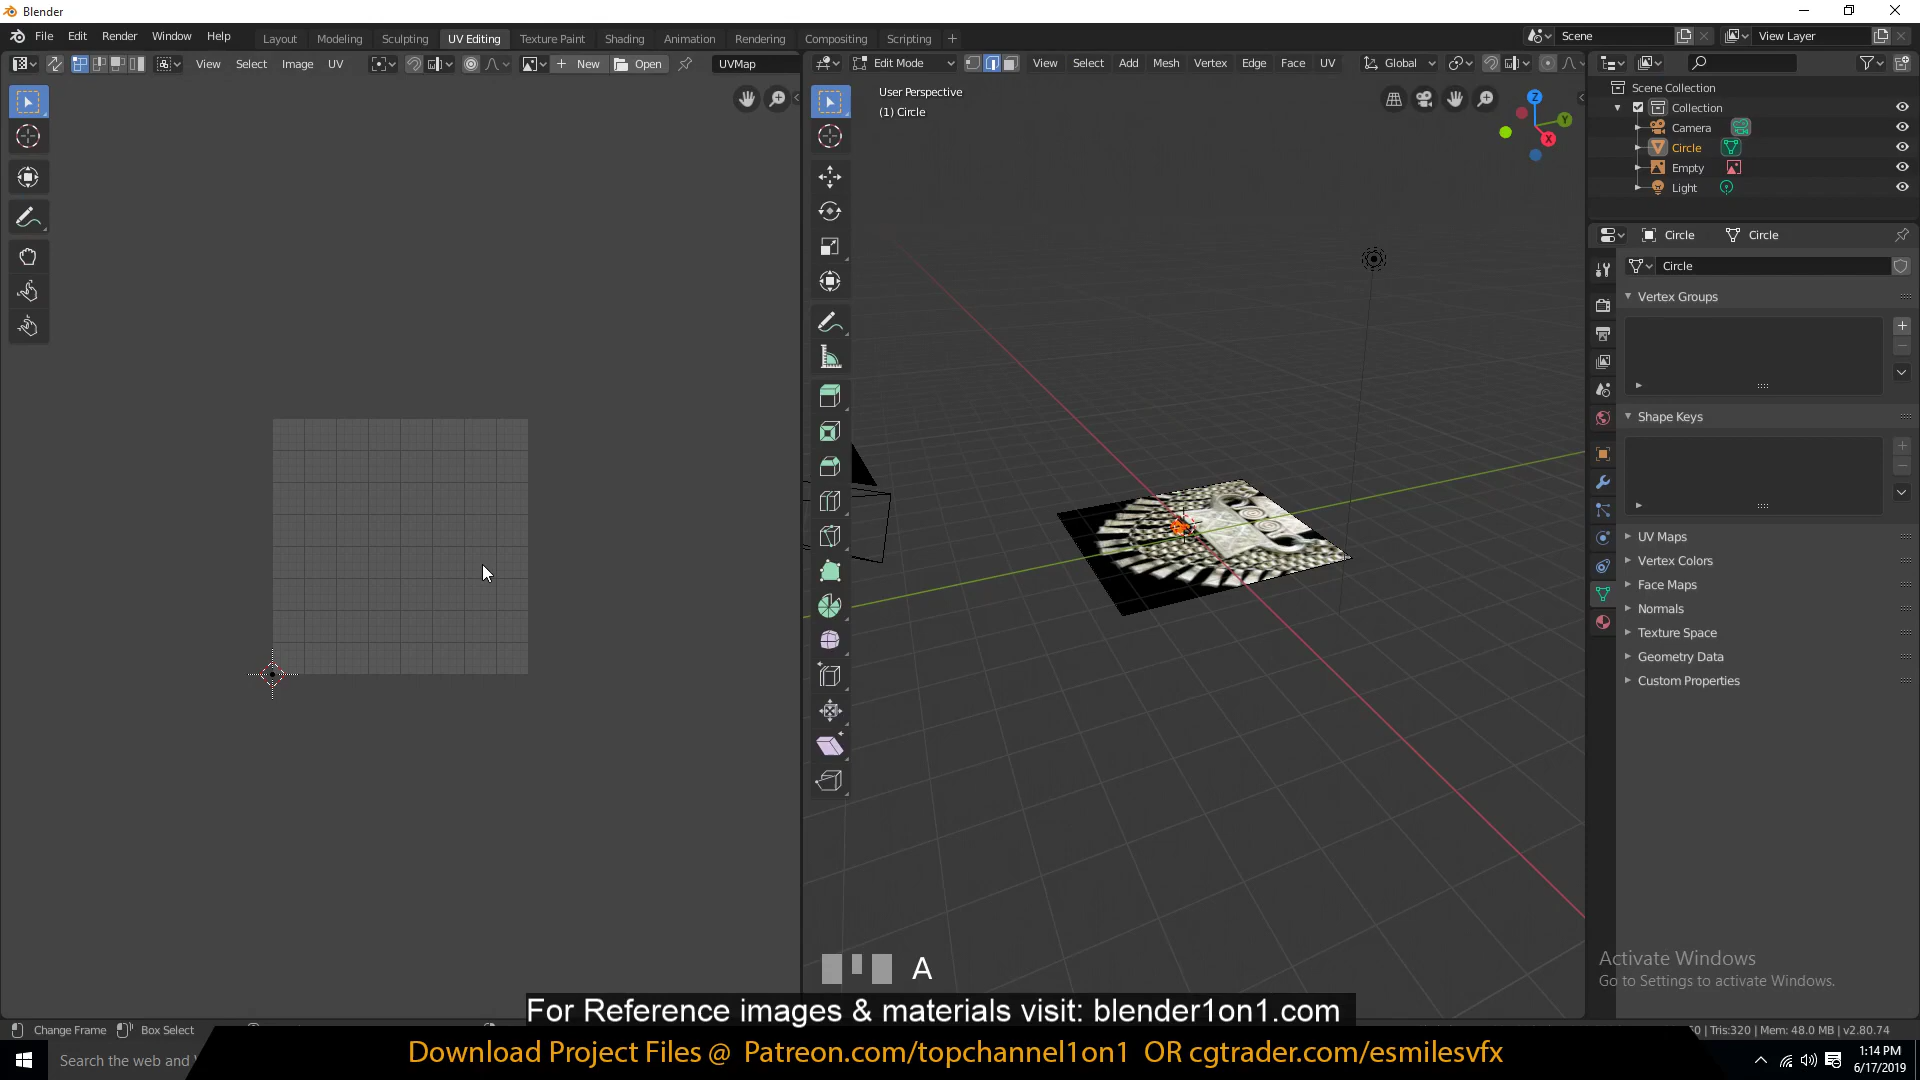 Blender
File Edit Render Window Help
Layout Modeling Sculpting UV Editing Texture Paint Shading Animation Rendering Compositing Scripting
Scene
View Layer
View Select Image UV
New Open
UVMap
Edit Mode
View Select Add Mesh Vertex Edge Face UV
Global
User Perspective
(1) Circle
Z
Y
X
Scene Collection
Collection
Camera
Circle
Empty
Light
Circle Circle
Circle
Vertex Groups
Shape Keys
UV Maps
Vertex Colors
Face Maps
Normals
Texture Space
Geometry Data
Custom Properties
A
Activate Windows
Go to Settings to activate Windows.
For Reference images & materials visit: blender1on1.com
Change Frame Box Select
Tris:320 | Mem: 48.0 MB | v2.80.74
Search the web and
Download Project Files @ Patreon.com/topchannel1on1 OR cgtrader.com/esmilesvfx
1:14 PM
6/17/2019